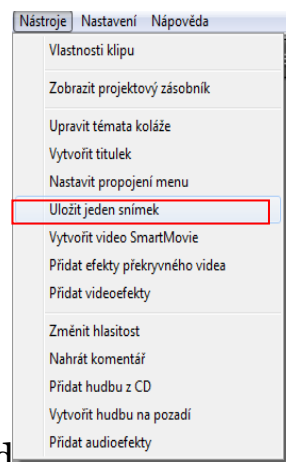 Nástroje Nastavení Nápověda
Vlastnosti klipu
Zobrazit projektový zásobník
Upravit témata koláže
Vytvořit titulek
Nastavit propojení menu
Uložit jeden snímek
Vytvořit video SmartMovie
Přidat efekty překryvného videa
Přidat videoefekty
Změnit hlasitost
Nahrát komentář
Přidat hudbu z CD
Vytvořit hudbu na pozadí
Přidat audioefekty